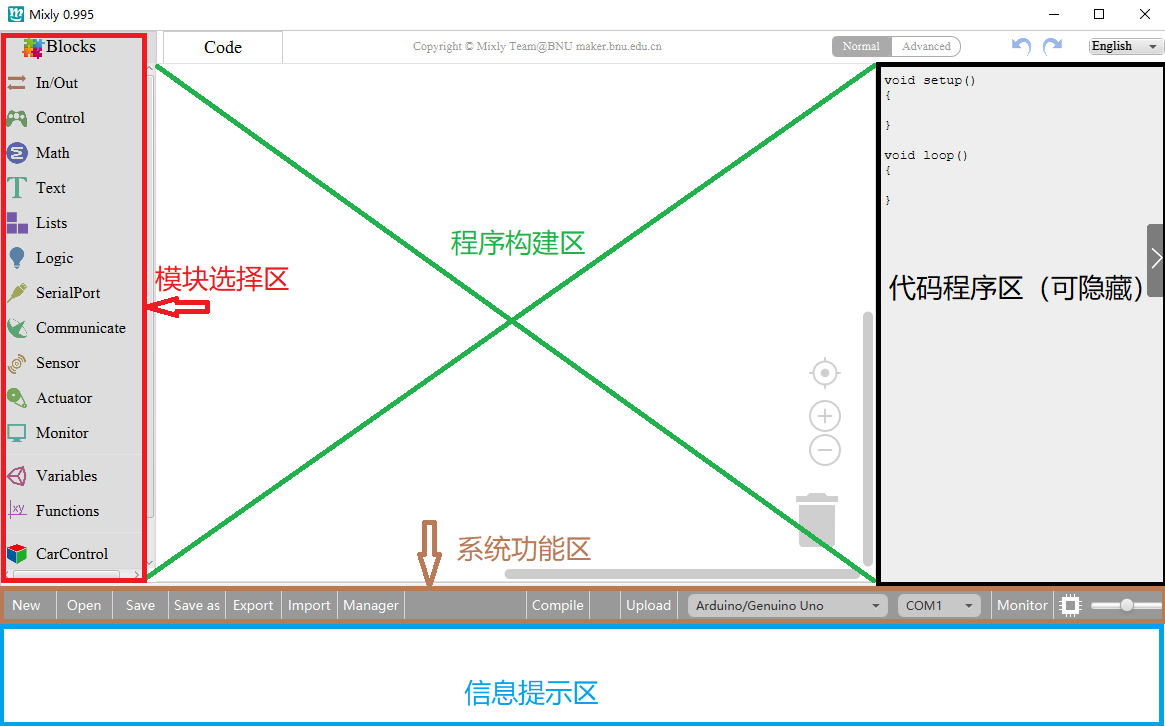 Mixly 0.995
Blocks
Code
Copyright © Mixly Team@BNU maker.bnu.edu.cn
Normal
Advanced
English
In/Out
Control
Math
Text
Lists
Logic
SerialPort
Communicate
Sensor
Actuator
Monitor
Variables
xy
Functions
CarControl
模块选择区
程序构建区
void setup()
{
}
void loop()
{
}
代码程序区（可隐藏）
系统功能区
New
Open
Save
Save as
Export
Import
Manager
Compile
Upload
Arduino/Genuino Uno
COM1
Monitor
信息提示区